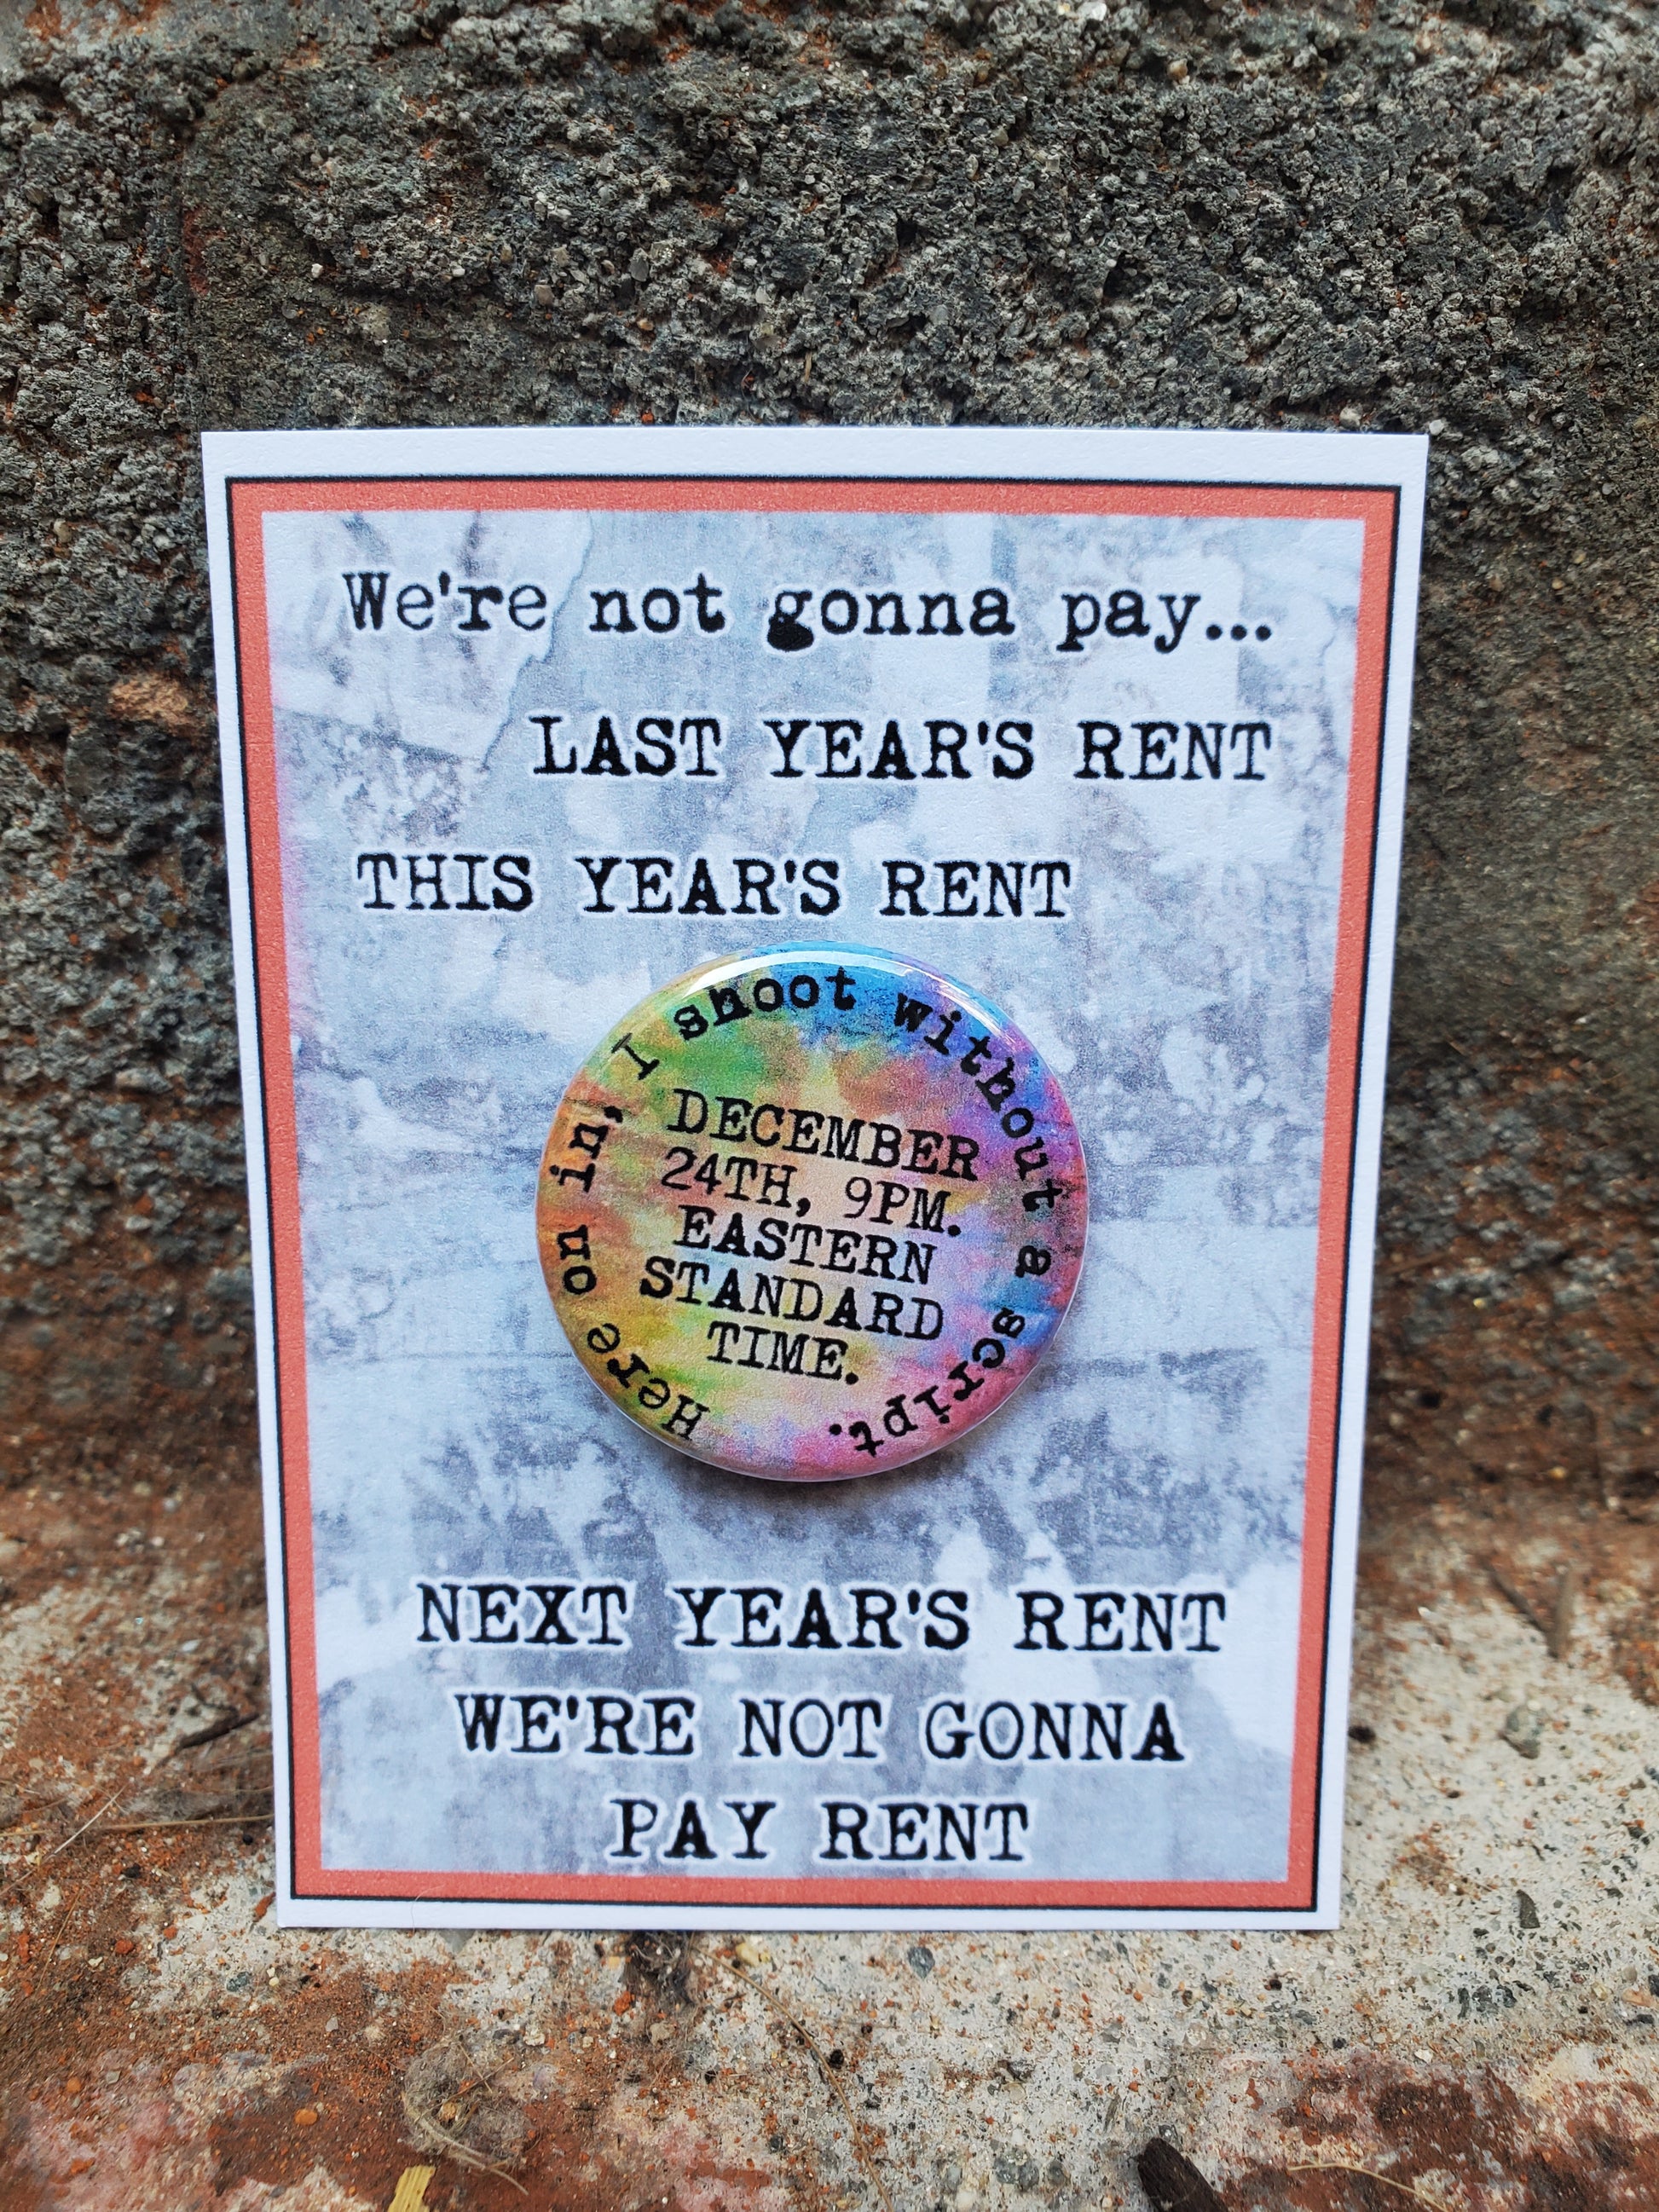 We're not gonna pay...
LAST YEAR'S RENT
THIS YEAR'S RENT
Here on in, I shoot without a script.
DECEMBER
24TH, 9PM.
EASTERN
STANDARD
TIME.
NEXT YEAR'S RENT
WE'RE NOT GONNA
PAY RENT